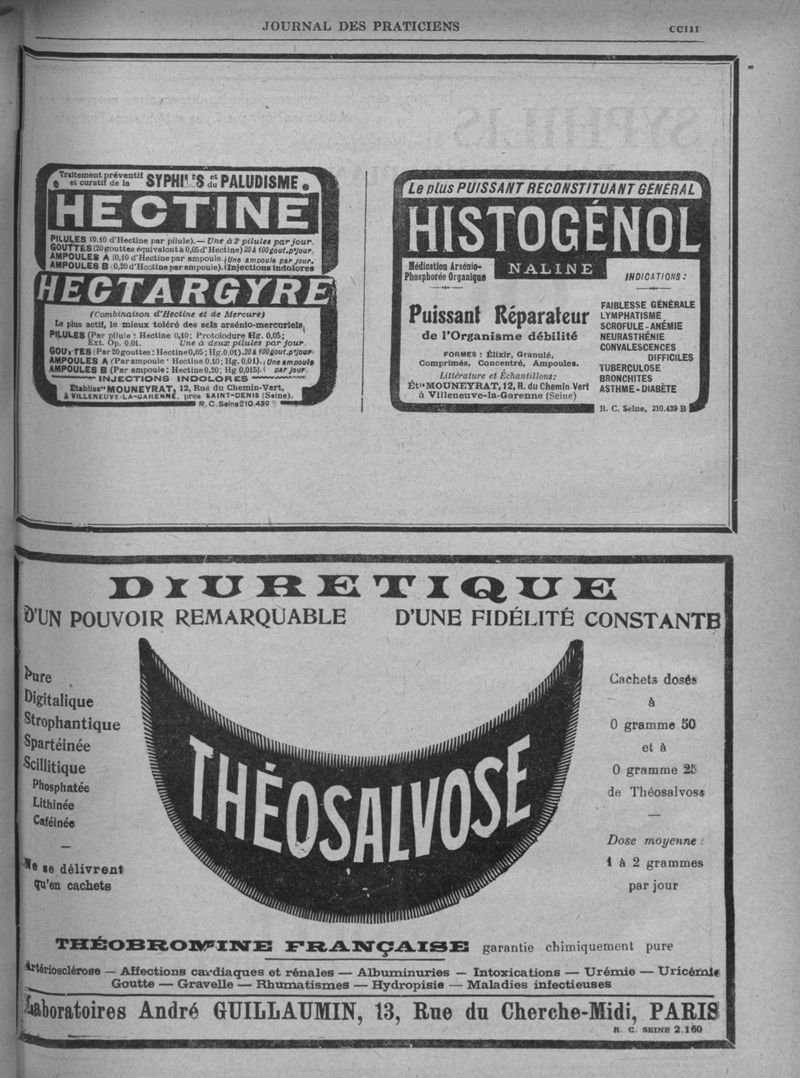 JOURNAL DES PRATICIENS
CCIII
Traitement préventif
et curatif de la SYPHILIS et du PALUDISME
HECTINE
PILULES (0.10 d'Hectine par pilule).— Une à 2 pilules par jour.
GOUTTES (20 gouttes équivalent à 0,05 d'Hectine) 20 à 100 gout. p' jour.
AMPOULES A (0,10 d'Hectine par ampoule.) Une ampoule par jour.
AMPOULES B (0,20 d'Hectine par ampoule). Injections indolores
HECTARGYRE
(Combinaison d'Hectine et de Mercure)
Le plus actif, le mieux toléré des sels arsénio-mercuriels.
PILULES (Par pilule : Hectine 0,10; Protoiodure Hg. 0,05;
Ext. Op. 0,01. Une à deux pilules par jour.
GOUTTES (Par 20 gouttes : Hectine 0,05; Hg. 0,01). 20 à 100 gout. p' jour
AMPOULES A (Par ampoule : Hectine 0,10; Hg. 0,01). Une ampoule
AMPOULES B (Par ampoule : Hectine 0,20; Hg. 0,015). par jour.
INJECTIONS INDOLORES
Etabliss'ts MOUNEYRAT, 12, Rue du Chemin-Vert,
à VILLENEUVE-LA-GARENNE, près SAINT-DENIS (Seine).
R. C. Seine 210.439
Le plus PUISSANT RECONSTITUANT GÉNÉRAL
HISTOGÉNOL
Médication Arsénio-
Phosphorée Organique
NALINE
INDICATIONS :
Puissant Réparateur
de l'Organisme débilité
FORMES : Élixir, Granulé,
Comprimés, Concentré, Ampoules.
Littérature et Échantillons :
Ét'ts MOUNEYRAT, 12, R. du Chemin-Vert
à Villeneuve-la-Garenne (Seine)
FAIBLESSE GÉNÉRALE
LYMPHATISME
SCROFULE - ANÉMIE
NEURASTHÉNIE
CONVALESCENCES
DIFFICILES
TUBERCULOSE
BRONCHITES
ASTHME - DIABÈTE
R. C. Seine, 210.439 B
DIURETIQUE
D'UN POUVOIR REMARQUABLE D'UNE FIDÉLITÉ CONSTANTE
Pure
Digitalique
Strophantique
Spartéinée
Scillitique
Phosphatée
Lithinée
Caféinée
—
Ne se délivrent
qu'en cachets
THÉOSALVOSE
Cachets dosés
à
0 gramme 50
et à
0 gramme 25
de Théosalvose
—
Dose moyenne :
1 à 2 grammes
par jour
THÉOBROMINE FRANÇAISE garantie chimiquement pure
Artériosclérose — Affections cardiaques et rénales — Albuminuries — Intoxications — Urémie — Uricémie
Goutte — Gravelle — Rhumatismes — Hydropisie — Maladies infectieuses
Laboratoires André GUILLAUMIN, 13, Rue du Cherche-Midi, PARIS
R. C. SEINE 2.160